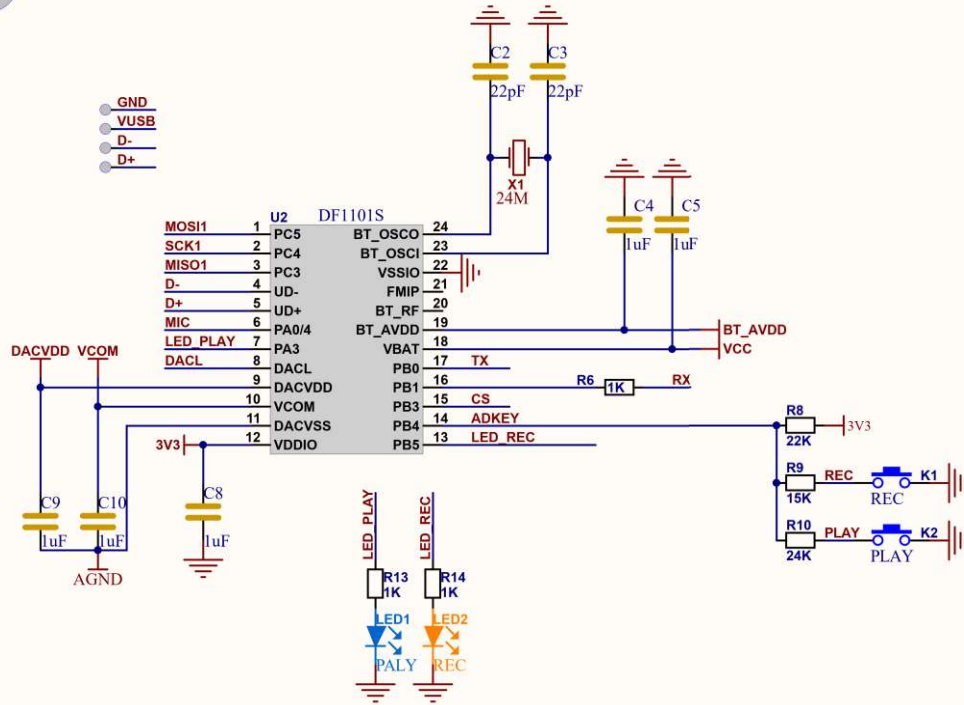 C2
C3
22pF
22pF
GND
VUSB
D-
D+
X1
24M
C4
C5
1uF
1uF
U2
DF1101S
MOSI1
1
PC5
BT_OSCO
24
SCK1
2
PC4
BT_OSCI
23
MISO1
3
PC3
VSSIO
22
D-
4
UD-
FMIP
21
D+
5
UD+
BT_RF
20
MIC
6
PA0/4
BT_AVDD
19
BT_AVDD
LED_PLAY
7
PA3
VBAT
18
VCC
DACVDD
VCOM
DACL
8
DACL
PB0
17
TX
9
DACVDD
PB1
16
R6
1K
RX
10
VCOM
PB3
15
CS
11
DACVSS
PB4
14
ADKEY
3V3
12
VDDIO
PB5
13
LED_REC
R8
22K
3V3
R9
15K
REC
REC
K1
R10
24K
PLAY
PLAY
K2
C9
1uF
C10
1uF
AGND
C8
1uF
LED_PLAY
LED_REC
R13
1K
R14
1K
LED1
PALY
LED2
REC